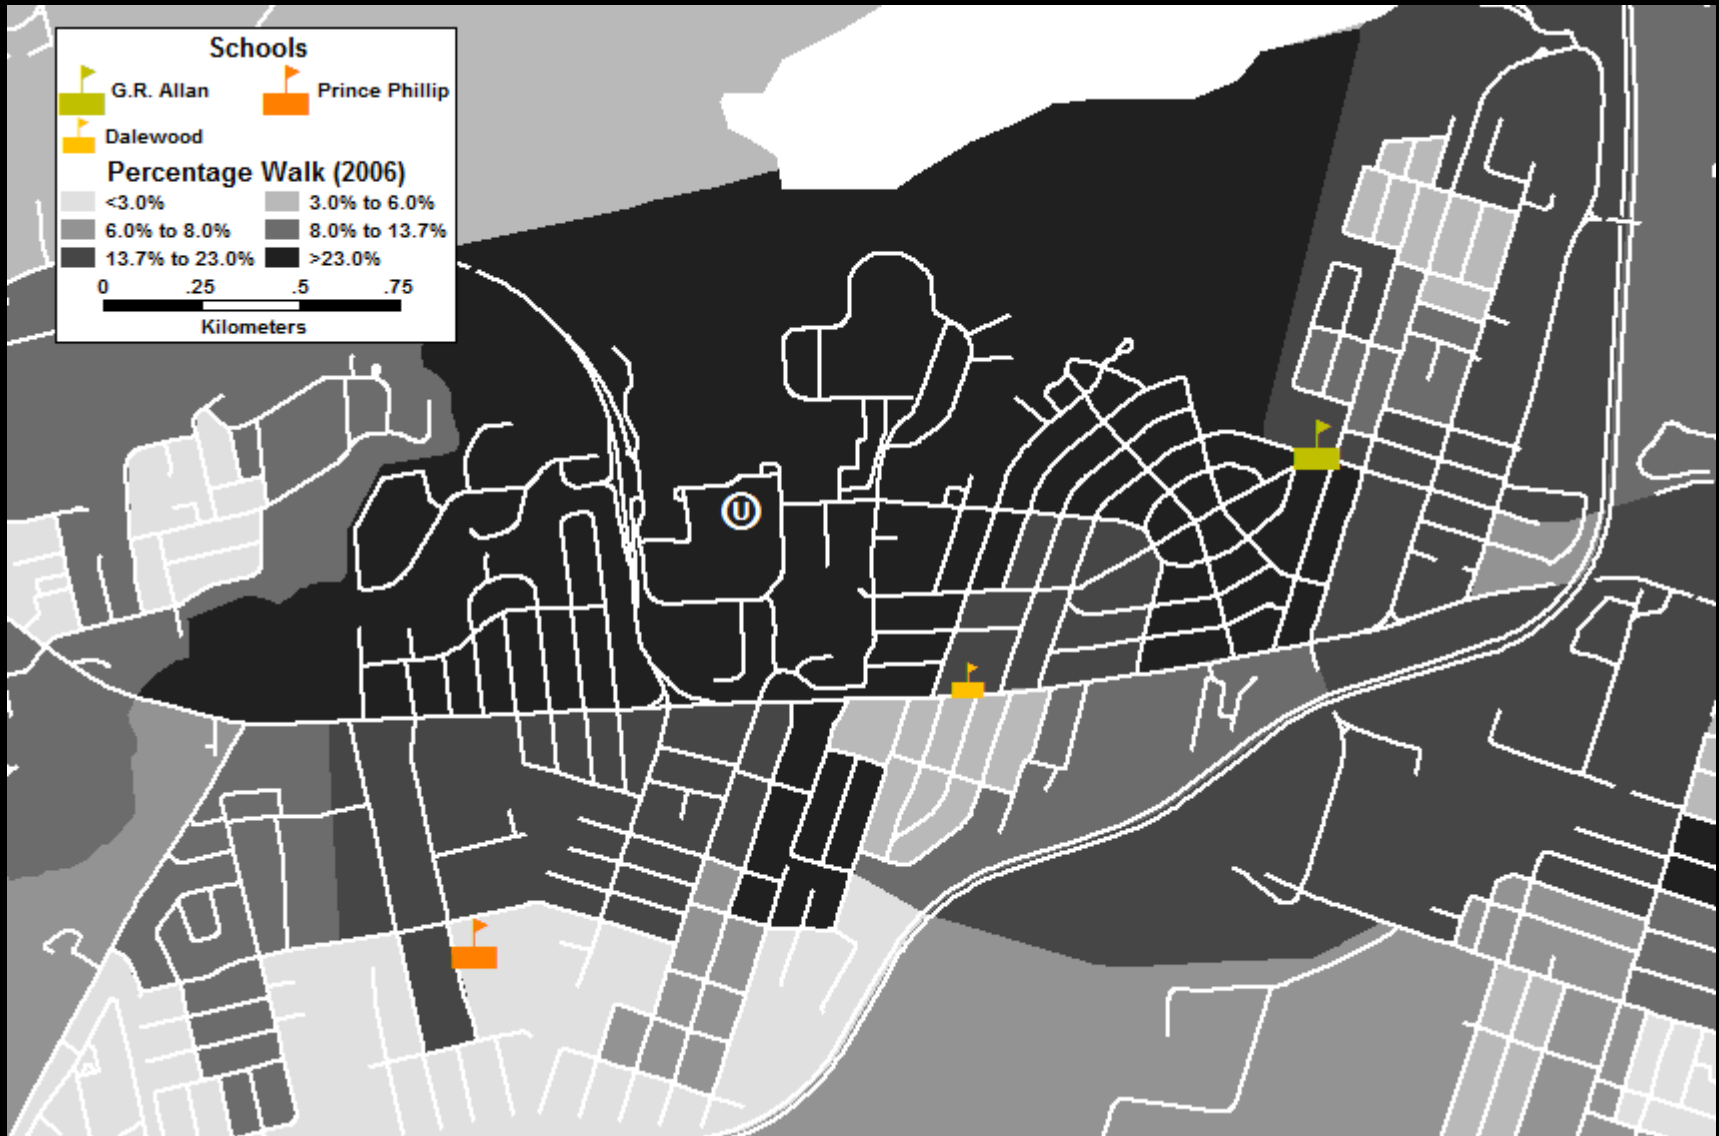 Schools
G.R. Allan Prince Phillip
Dalewood
Percentage Walk (2006)
<3.0% 3.0% to 6.0%
6.0% to 8.0% 8.0% to 13.7%
13.7% to 23.0% >23.0%
0 .25 .5 .75
Kilometers
U